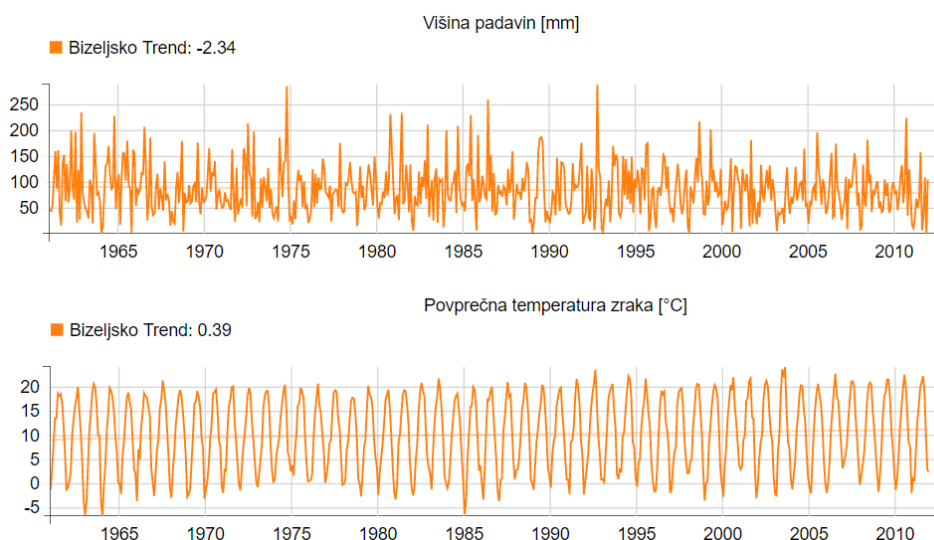 Višina padavin [mm]
Bizeljsko Trend: -2.34
250
200
150
100
50
1965 1970 1975 1980 1985 1990 1995 2000 2005 2010
Povprečna temperatura zraka [°C]
Bizeljsko Trend: 0.39
20
15
10
5
0
-5
1965 1970 1975 1980 1985 1990 1995 2000 2005 2010